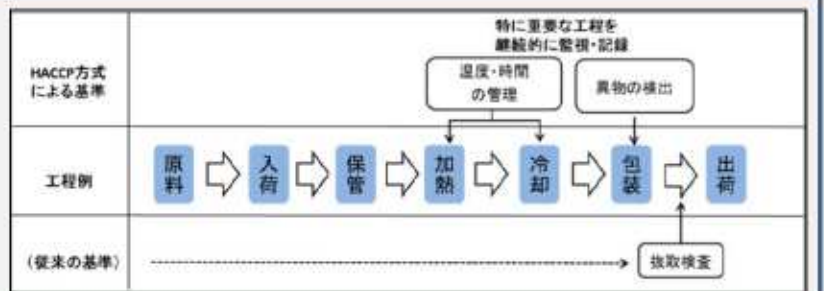 特に重要な工程を
継続的に監視・記録
HACCP方式
による基準
温度・時間
の管理
異物の検出
工程例
原料
入荷
保管
加熱
冷却
包装
出荷
（従来の基準）
抜取検査